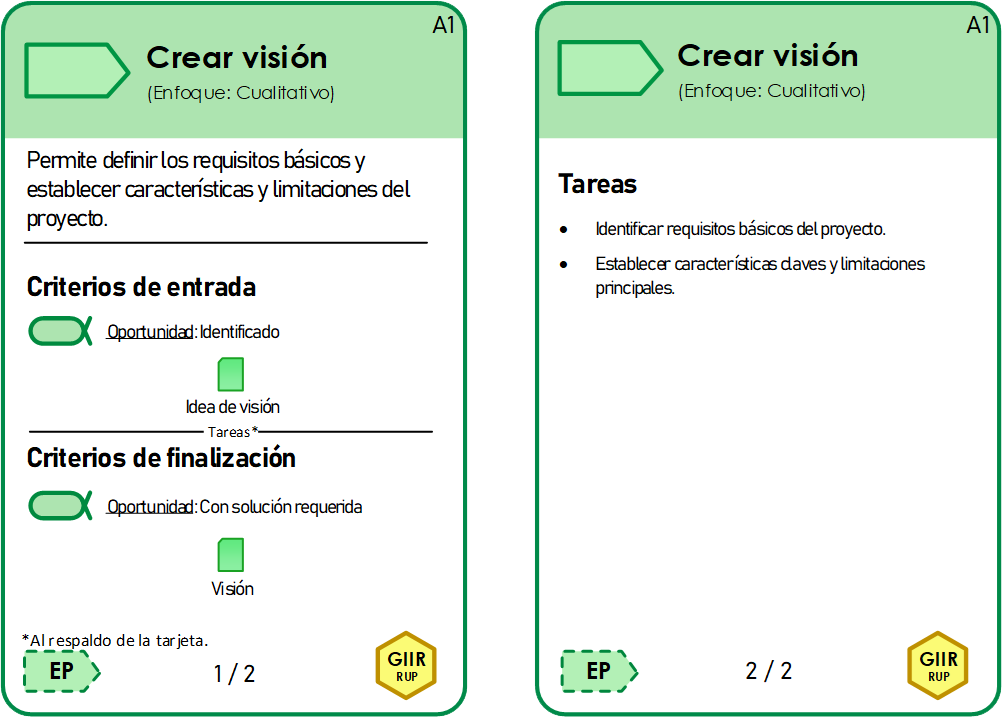 A1
Crear visión
(Enfoque: Cualitativo)
Permite definir los requisitos básicos y
establecer características y limitaciones del
proyecto.
Criterios de entrada
Oportunidad: Identificado
Idea de visión
Tareas*
Criterios de finalización
Oportunidad: Con solución requerida
Visión
*Al respaldo de la tarjeta.
EP
1 / 2
GIIR
RUP
A1
Crear visión
(Enfoque: Cualitativo)
Tareas
• Identificar requisitos básicos del proyecto.
• Establecer características claves y limitaciones
principales.
EP
2 / 2
GIIR
RUP